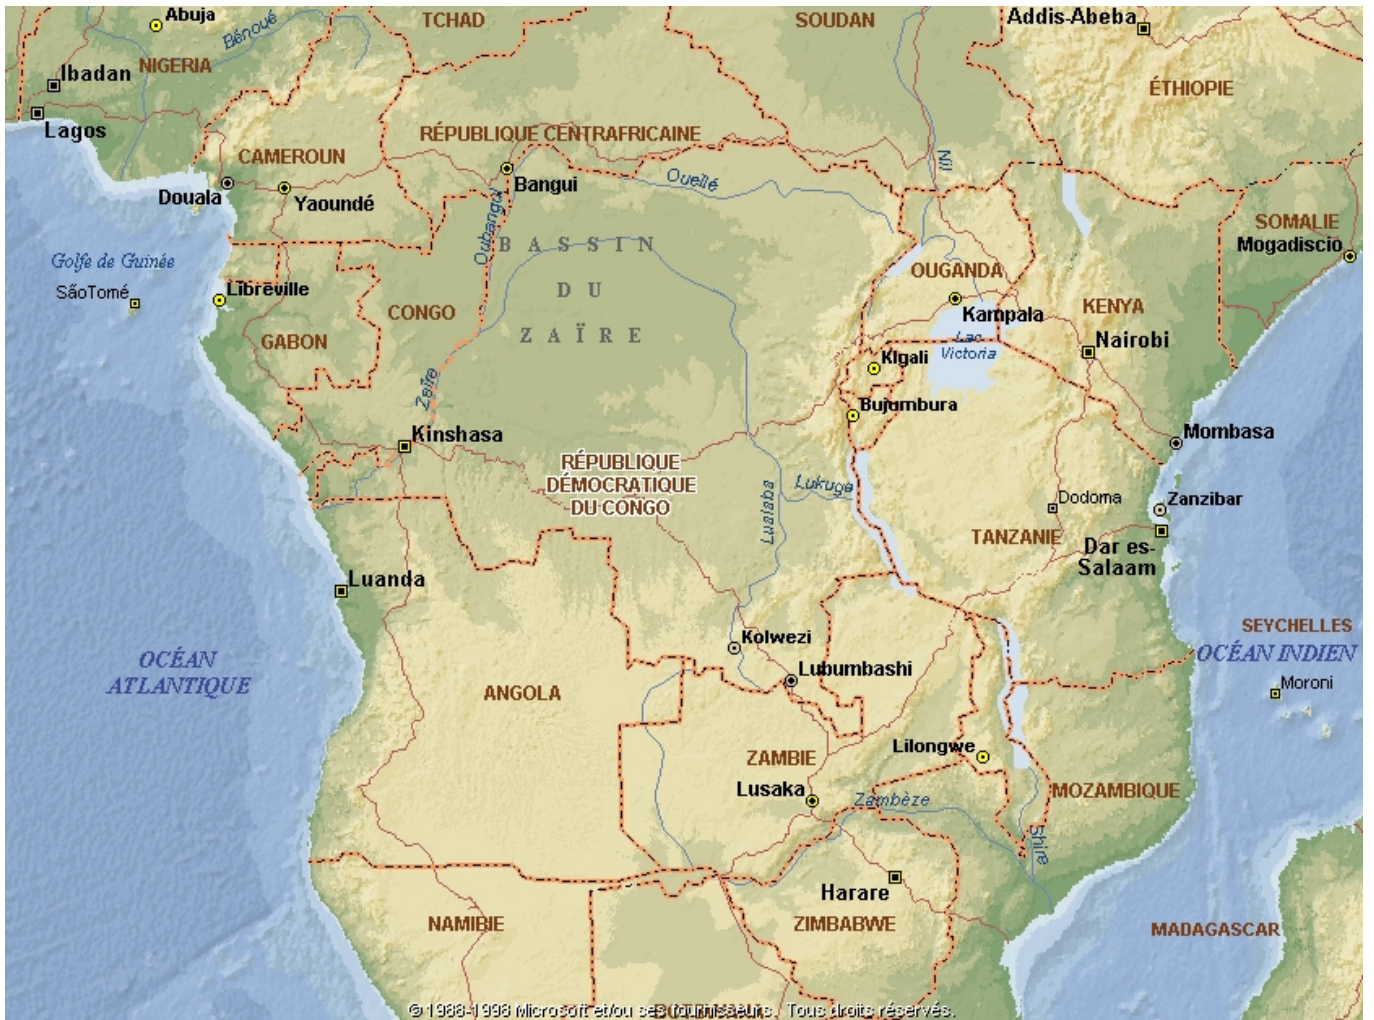 Abuja
TCHAD
SOUDAN
Addis-Abeba
Bénoué
NIGERIA
Ibadan
ÉTHIOPIE
Lagos
RÉPUBLIQUE CENTRAFRICAINE
CAMEROUN
Nil
Bangui
Ouellé
Douala
Yaoundé
Oubangui
SOMALIE
BASSIN
Mogadiscio
Golfe de Guinée
OUGANDA
SãoTomé
Libreville
DU
KENYA
CONGO
Kampala
ZAÏRE
GABON
Lac
Victoria
Nairobi
Kigali
Zaïre
Bujumbura
Kinshasa
Mombasa
RÉPUBLIQUE
DÉMOCRATIQUE
DU CONGO
Lukuga
Lualaba
Dodoma
Zanzibar
TANZANIE
Dar es-
Salaam
Luanda
SEYCHELLES
Kolwezi
OCÉAN
ATLANTIQUE
OCÉAN INDIEN
Lubumbashi
Moroni
ANGOLA
Lilongwe
ZAMBIE
Lusaka
Zambèze
MOZAMBIQUE
Shire
Harare
NAMIBIE
ZIMBABWE
MADAGASCAR
BOTSWANA
© 1988-1998 Microsoft et/ou ses fournisseurs. Tous droits réservés.